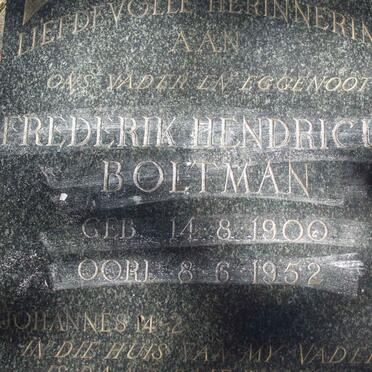 LIEFDEVOLLE HERINNERIN
AAN
ONS VADER EN EGGENOOT
FREDERIK HENDRICU
BOLTMAN
GEB. 14.8.1900
OORL. 8.6.1952
JOHANNES 14-2
IN DIE HUIS VAN MY VADER